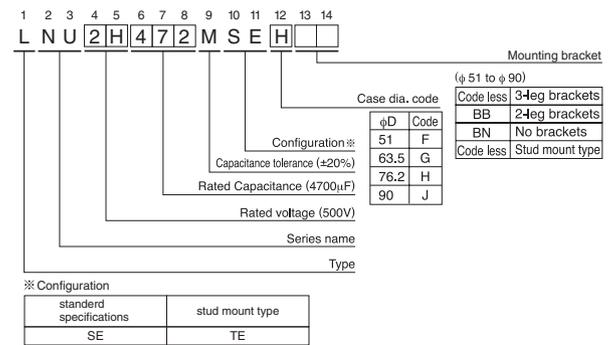 1 2 3 4 5 6 7 8 9 10 11 12 13 14
L N U 2 H 4 7 2 M S E H
Mounting bracket
(φ 51 to φ 90)
Code less 3-leg brackets
BB 2-leg brackets
BN No brackets
Code less Stud mount type
Case dia. code
φD Code
51 F
63.5 G
76.2 H
90 J
Configuration※
Capacitance tolerance (±20%)
Rated Capacitance (4700μF)
Rated voltage (500V)
Series name
Type
※Configuration
standerd specifications stud mount type
SE TE